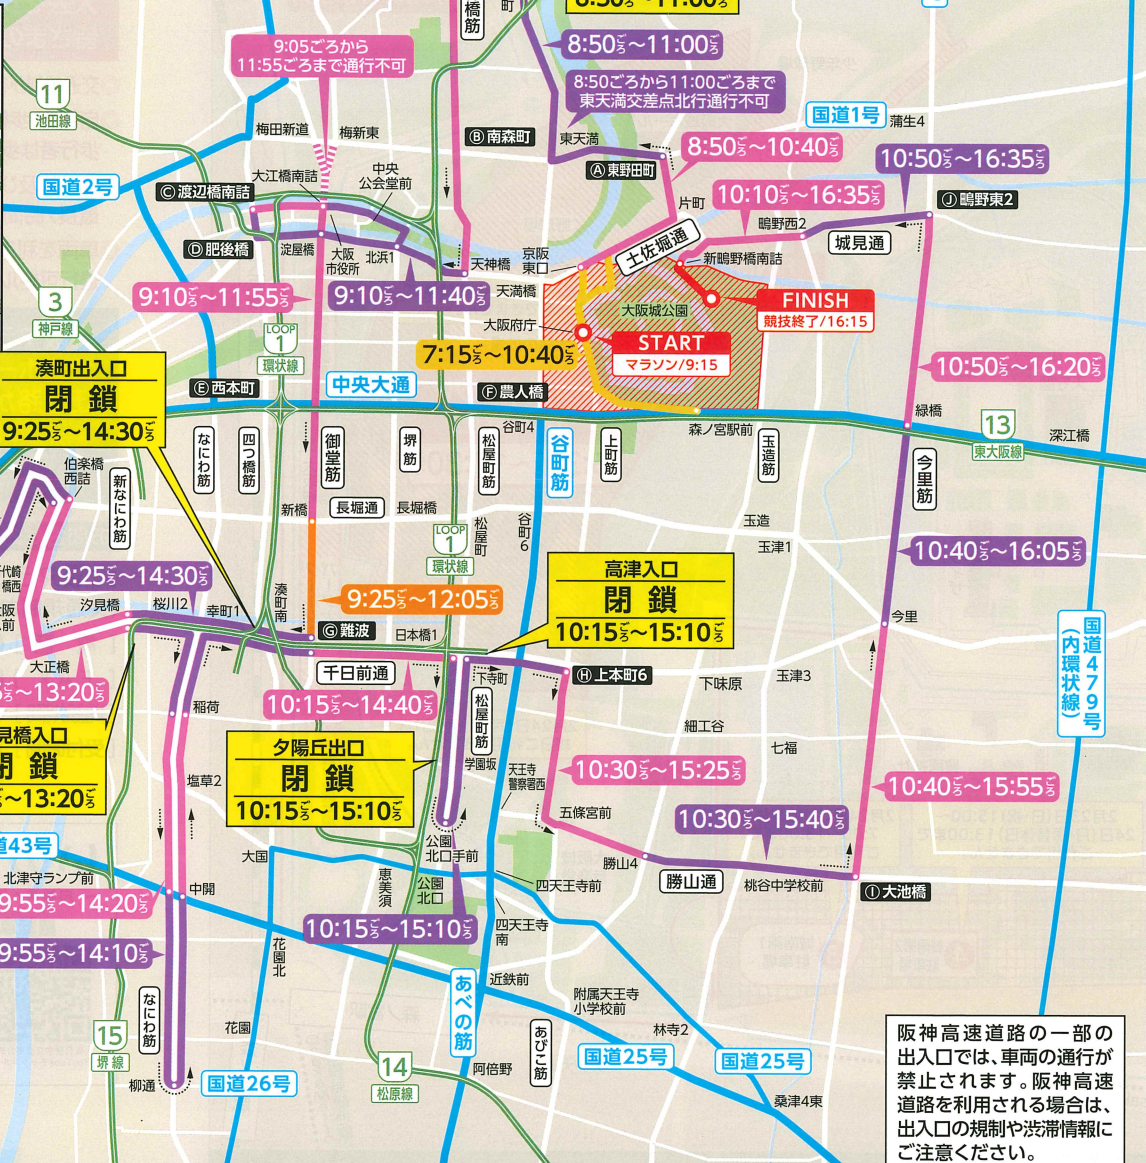 8:50ごろ～11:00ごろ
橋筋
町
9:05ごろから
11:55ごろまで通行不可
8:50ごろ～11:00ごろ
8:50ごろから11:00ごろまで
東天満交差点北行通行不可
11
池田線
梅田新道
梅新東
Ⓑ南森町
東天満
国道1号
蒲生4
8:50ごろ～10:40ごろ
10:50ごろ～16:35ごろ
国道2号
Ⓒ渡辺橋南詰
大江橋南詰
中央
公会堂前
Ⓐ東野田町
10:10ごろ～16:35ごろ
片町
Ⓙ鴫野東2
鴫野西2
城見通
土佐堀通
Ⓓ肥後橋
淀屋橋
大阪
市役所
北浜1
天神橋
京阪
東口
新鴫野橋南詰
3
神戸線
9:10ごろ～11:55ごろ
9:10ごろ～11:40ごろ
天満橋
大阪城公園
FINISH
競技終了/16:15
大阪府庁
START
マラソン/9:15
LOOP
1
環状線
7:15ごろ～10:40ごろ
湊町出入口
閉鎖
9:25ごろ～14:30ごろ
Ⓔ西本町
中央大通
Ⓕ農人橋
10:50ごろ～16:20ごろ
緑橋
13
東大阪線
深江橋
谷町4
森ノ宮駅前
なにわ筋
四つ橋筋
御堂筋
堺筋
松屋町筋
谷町筋
上町筋
玉造筋
今里筋
伯楽橋
西詰
新なにわ筋
新橋
長堀通
長堀橋
松屋町
谷町6
玉造
玉津1
LOOP
1
環状線
10:40ごろ～16:05ごろ
9:25ごろ～14:30ごろ
高津入口
閉鎖
10:15ごろ～15:10ごろ
9:25ごろ～12:05ごろ
汐見橋
桜川2
幸町1
湊町南
Ⓖ難波
日本橋1
今里
国道479号
(内環状線)
大正橋
千日前通
下寺町
Ⓗ上本町6
下味原
玉津3
～13:20ごろ
10:15ごろ～14:40ごろ
稲荷
松屋町筋
細工谷
七福
見橋入口
閉鎖
～13:20ごろ
夕陽丘出口
閉鎖
10:15ごろ～15:10ごろ
塩草2
学園坂
天王寺
警察署西
10:30ごろ～15:25ごろ
10:40ごろ～15:55ごろ
五條宮前
10:30ごろ～15:40ごろ
道43号
大国
公園
北口手前
勝山4
勝山通
桃谷中学校前
Ⓘ大池橋
北津守ランプ前
中開
恵美須
公園
北口
四天王寺前
9:55ごろ～14:20ごろ
10:15ごろ～15:10ごろ
四天王寺
南
9:55ごろ～14:10ごろ
花園北
あべの筋
近鉄前
附属天王寺
小学校前
なにわ筋
花園
林寺2
あびこ筋
15
堺線
国道25号
国道25号
柳通
国道26号
14
松原線
阿倍野
桑津4東
阪神高速道路の一部の
出入口では、車両の通行が
禁止されます。阪神高速
道路を利用される場合は、
出入口の規制や渋滞情報に
ご注意ください。